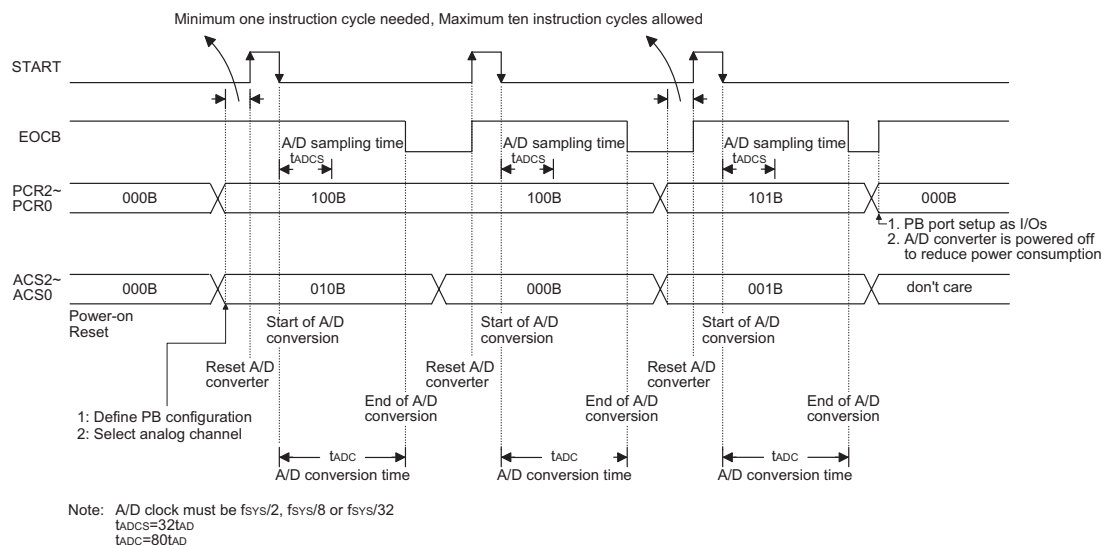 Minimum one instruction cycle needed, Maximum ten instruction cycles allowed
START
EOCB
A/D sampling time
tADCS
A/D sampling time
tADCS
A/D sampling time
tADCS
PCR2~
PCR0
000B
100B
100B
101B
000B
1. PB port setup as I/Os
2. A/D converter is powered off
to reduce power consumption
ACS2~
ACS0
000B
010B
000B
001B
don't care
Power-on
Reset
Start of A/D
conversion
Start of A/D
conversion
Start of A/D
conversion
Reset A/D
converter
Reset A/D
converter
Reset A/D
converter
1: Define PB configuration
2: Select analog channel
End of A/D
conversion
End of A/D
conversion
End of A/D
conversion
tADC
A/D conversion time
tADC
A/D conversion time
tADC
A/D conversion time
Note: A/D clock must be fSYS/2, fSYS/8 or fSYS/32
tADCS=32tAD
tADC=80tAD